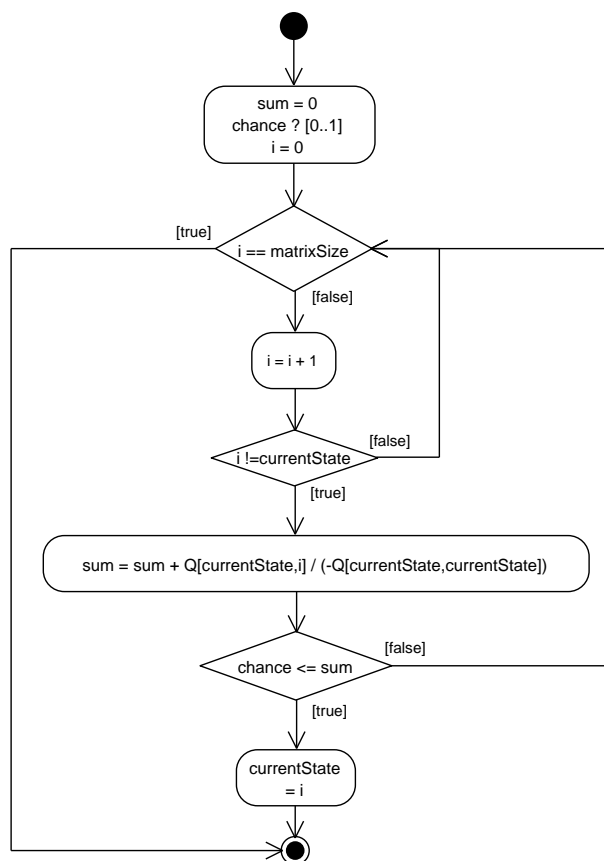 sum = 0
chance ? [0..1]
i = 0
[true]
i == matrixSize
[false]
i = i + 1
[false]
i !=currentState
[true]
sum = sum + Q[currentState,i] / (-Q[currentState,currentState])
[false]
chance <= sum
[true]
currentState
= i